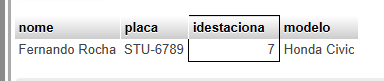 nome placa idestaciona modelo
Fernando Rocha STU-6789 7 Honda Civic